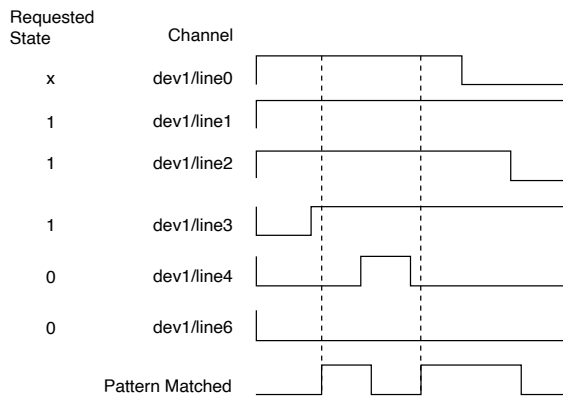 Requested
State Channel
x dev1/line0
1 dev1/line1
1 dev1/line2
1 dev1/line3
0 dev1/line4
0 dev1/line6
Pattern Matched